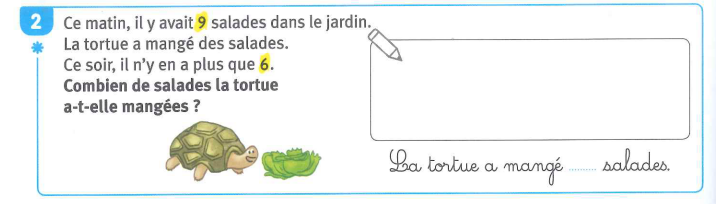 2 Ce matin, il y avait 9 salades dans le jardin.
La tortue a mangé des salades.
Ce soir, il n'y en a plus que 6.
Combien de salades la tortue
a-t-elle mangées ?
La tortue a mangé ......... salades.